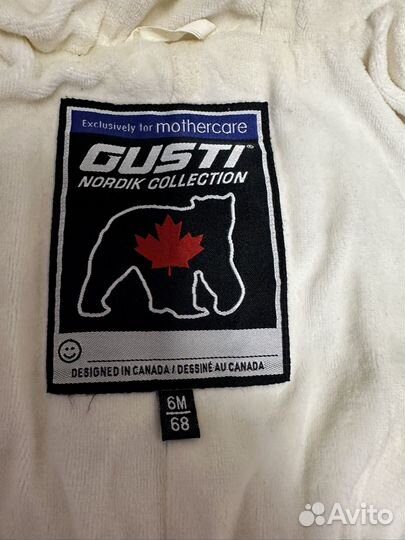 Exclusively for mothercare
GUSTI®
NORDIK COLLECTION
DESIGNED IN CANADA / DESSINÉ AU CANADA
6M
68
Avito